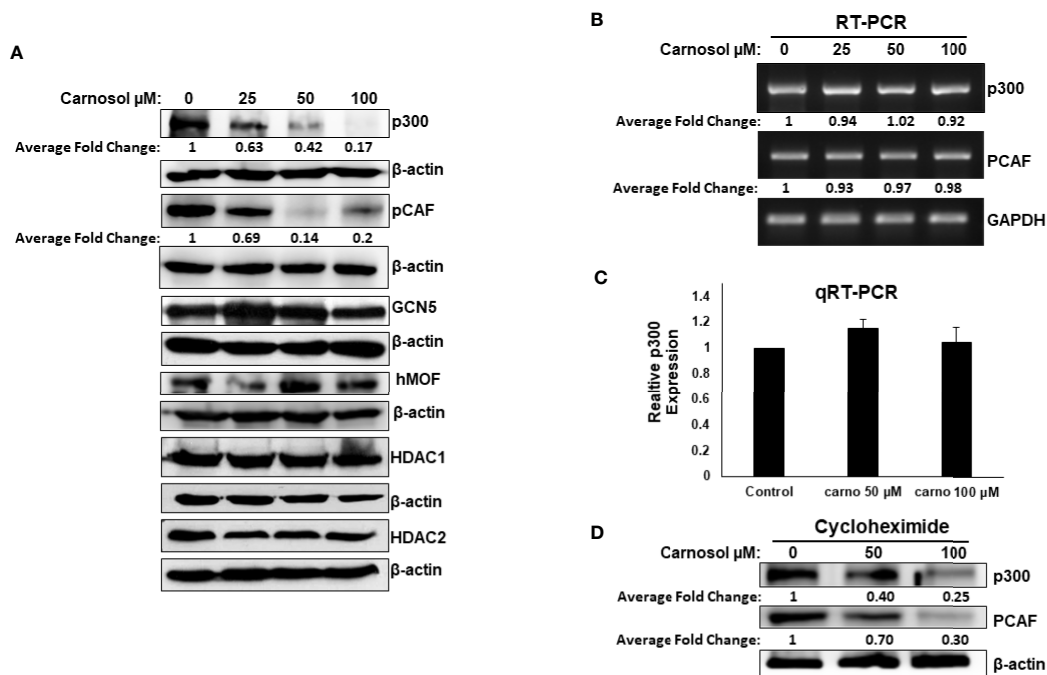 A
Carnosol µM: 0 25 50 100
p300
Average Fold Change: 1 0.63 0.42 0.17
β-actin
pCAF
Average Fold Change: 1 0.69 0.14 0.2
β-actin
GCN5
β-actin
hMOF
β-actin
HDAC1
β-actin
HDAC2
β-actin
B
RT-PCR
Carnosol µM: 0 25 50 100
p300
Average Fold Change: 1 0.94 1.02 0.92
PCAF
Average Fold Change: 1 0.93 0.97 0.98
GAPDH
C
qRT-PCR
Realtive p300
Expression
1.4
1.2
1
0.8
0.6
0.4
0.2
0
Control carno 50 µM carno 100 µM
D
Cycloheximide
Carnosol µM: 0 50 100
p300
Average Fold Change: 1 0.40 0.25
PCAF
Average Fold Change: 1 0.70 0.30
β-actin